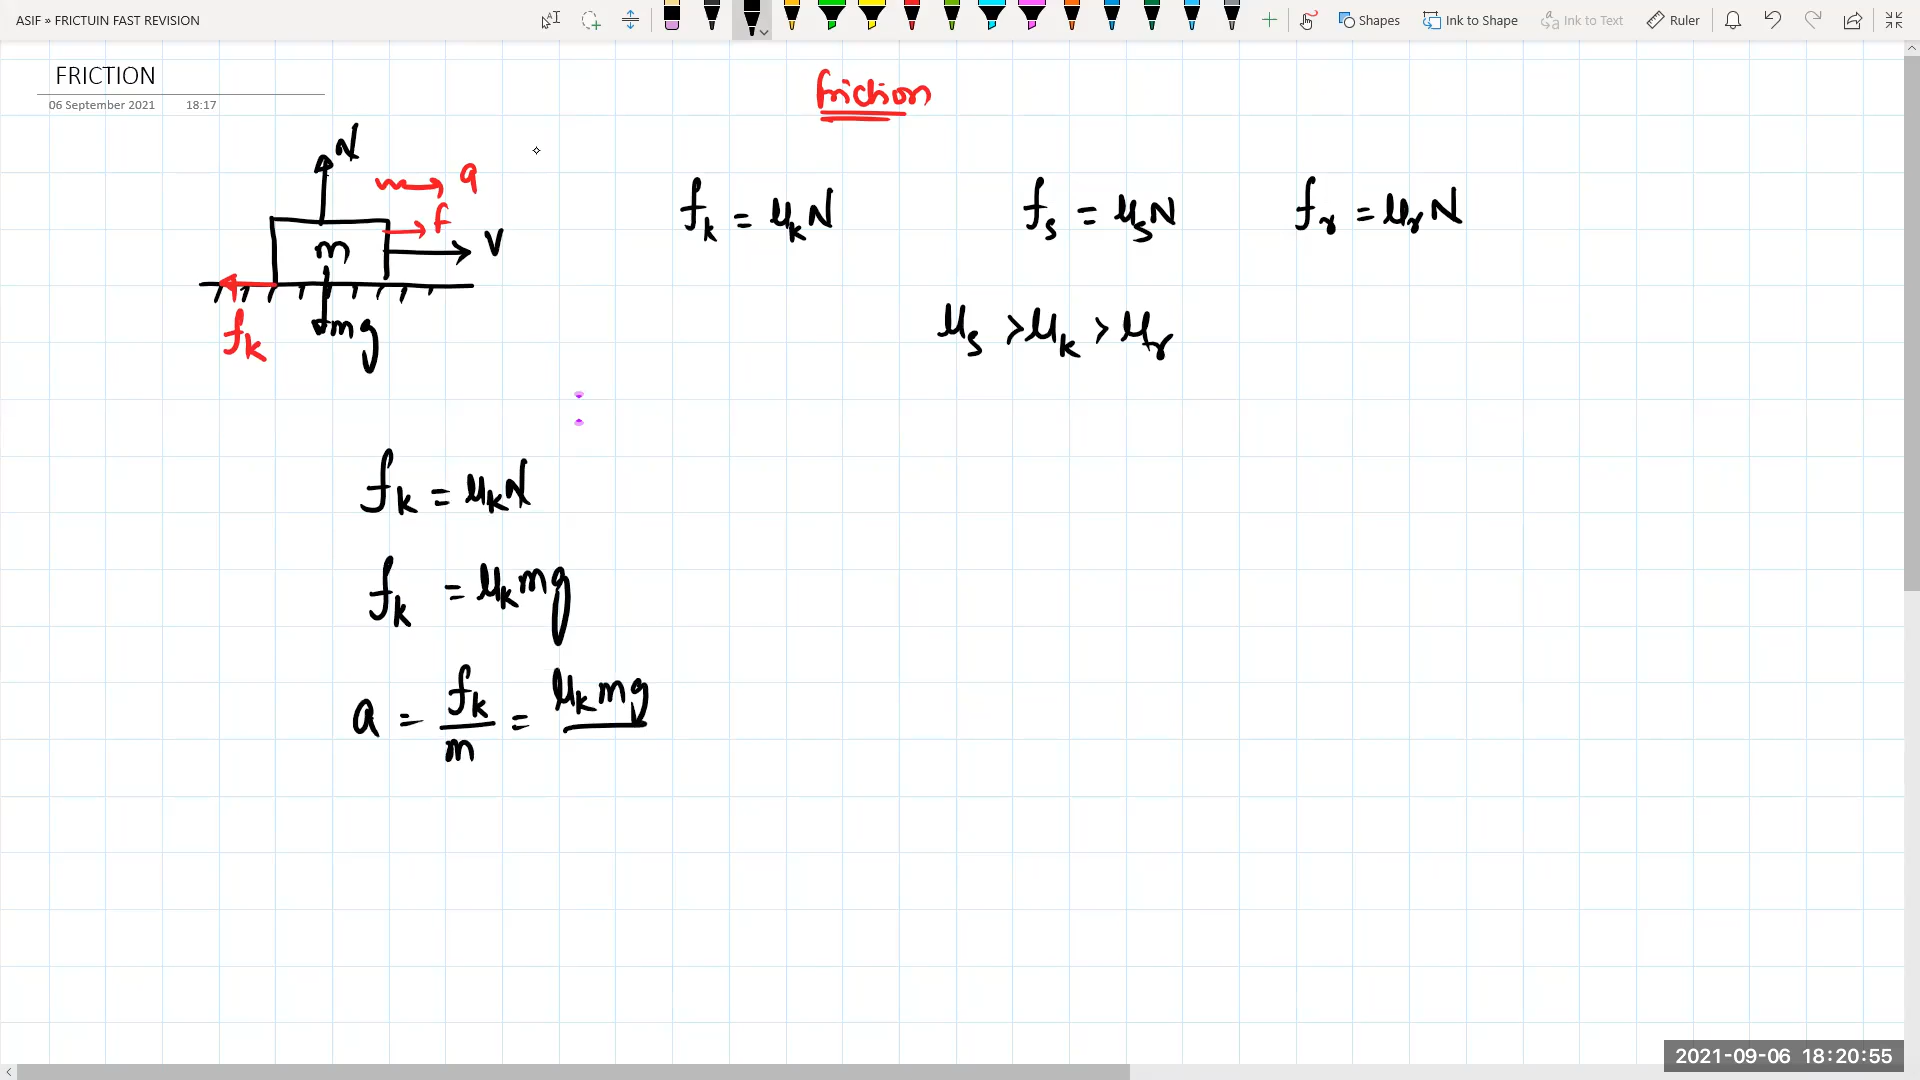 ASIF » FRICTUIN FAST REVISION
Shapes
Ink to Shape
Ink to Text
Ruler
FRICTION
06 September 2021 18:17
friction
N
a
f
m
V
fk
mg
fk = μkN
fs = μsN
fr = μrN
μs > μk > μr
fk = μkN
fk = μkmg
a = fk/m = μkmg
2021-09-06 18:20:55